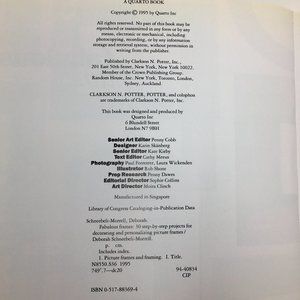 A QUARTO BOOK
Copyright © 1995 by Quarto Inc
All rights reserved. No part of this book may be
reproduced or transmitted in any form or by any
means, electronic or mechanical, including
photocopying, recording, or by any information
storage and retrieval system, without permission in
writing from the publisher.
Published by Clarkson N. Potter, Inc.,
201 East 50th Street, New York, New York, 10022.
Member of the Crown Publishing Group.
Random House, Inc. New York, Toronto, London,
Sydney, Auckland
CLARKSON N. POTTER, POTTER, and colophon
are trademarks of Clarkson N. Potter, Inc.
This book was designed and produced by
Quarto Inc
6 Blundell Street
London N7 9BH
Senior Art Editor Penny Cobb
Designer Karin Skånberg
Senior Editor Kate Kirby
Text Editor Cathy Meeus
Photography Paul Forrester, Laura Wickenden
Illustrator Rob Shone
Prop Research Penny Dawes
Editorial Director Sophie Collins
Art Director Moira Clinch
Manufactured in Singapore
Library of Congress Cataloging-in-Publication Data
Schneebeli-Morrell, Deborah.
Fabulous frames: 30 step-by-step projects for
decorating and personalizing picture frames /
Deborah Schneebeli-Morrell.
p. cm.
Includes index.
1. Picture frames and framing. I. Title.
N8550.S36 1995
749'.7—dc20 94-40834
CIP
ISBN 0-517-88369-4